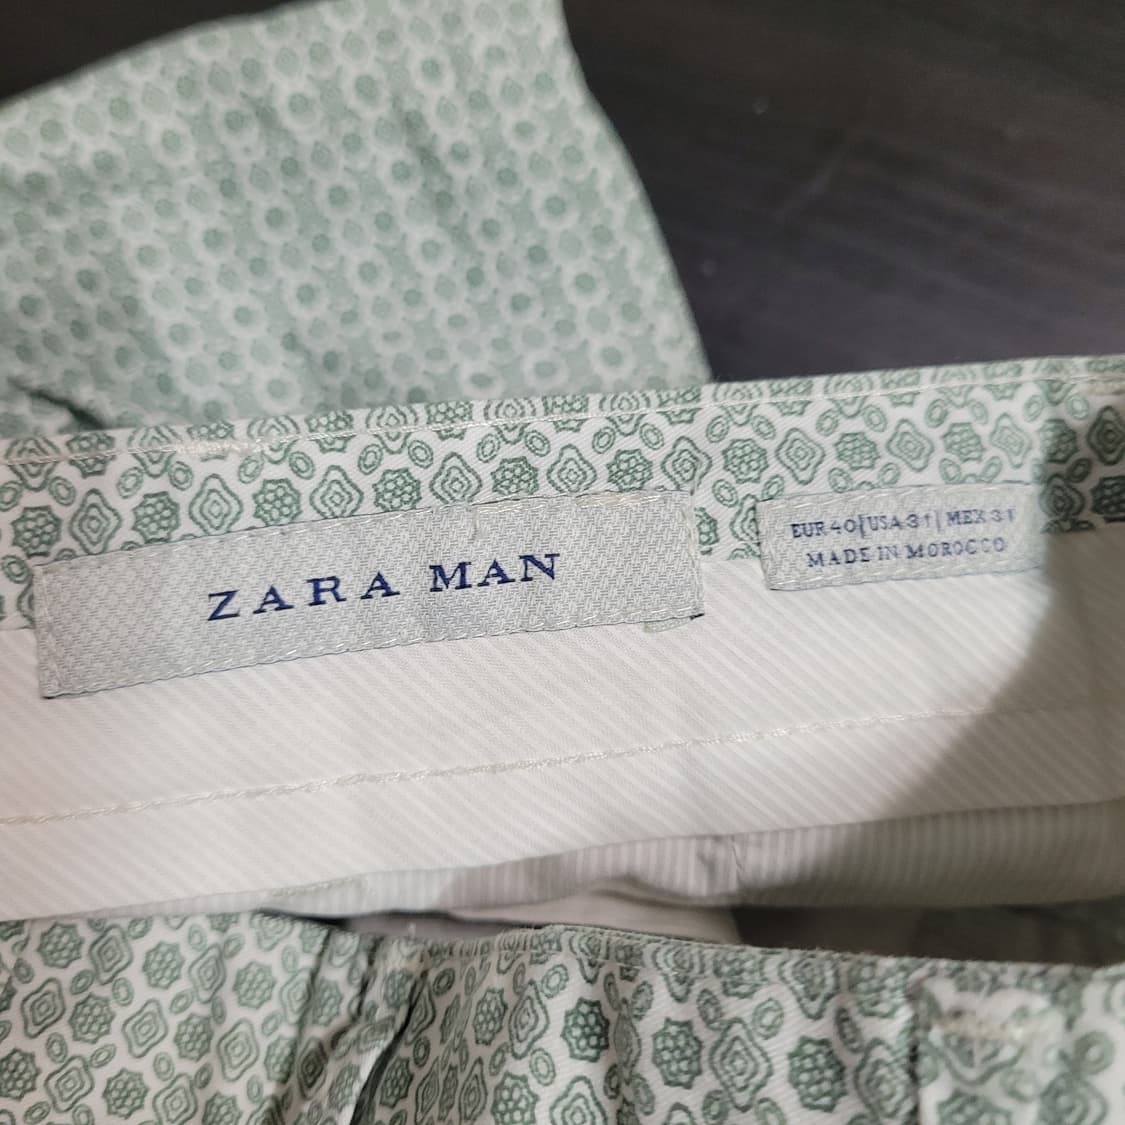 ZARA MAN
EUR 40|USA 31| MEX 31
MADE IN MOROCCO